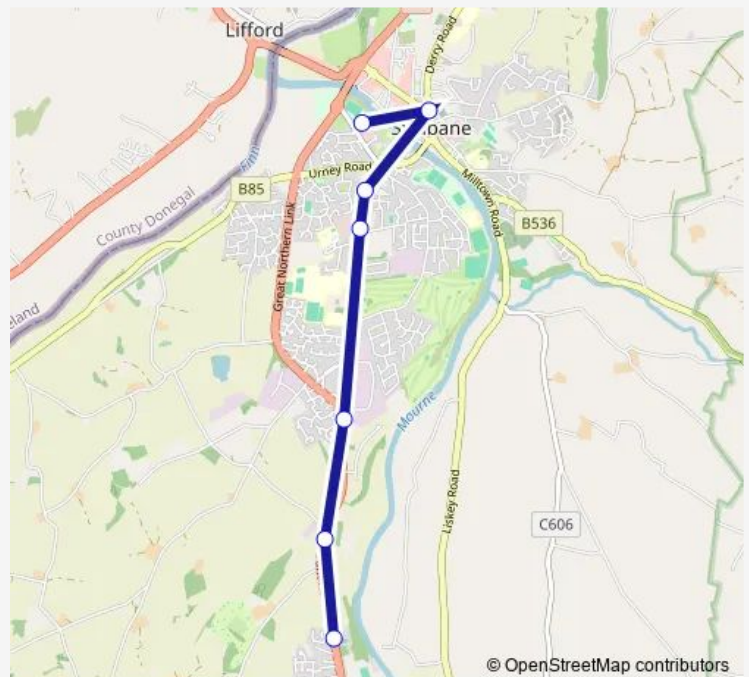 Lifford
Derry Road
Urney Road
B85
Finn
County Donegal
Milltown Road
B536
Great Northern Link
Mourne
Liskey Road
C606
© OpenStreetMap contributors